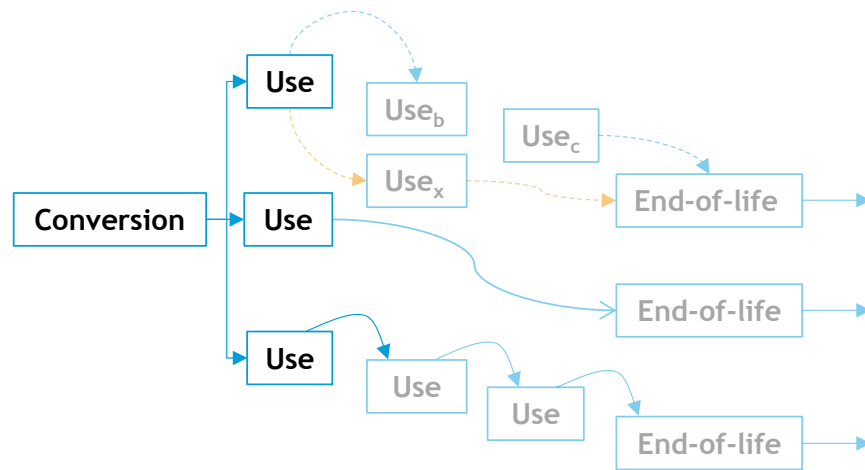 Use
Use_b
Use_c
Use_x
End-of-life
Conversion
Use
End-of-life
Use
Use
Use
End-of-life